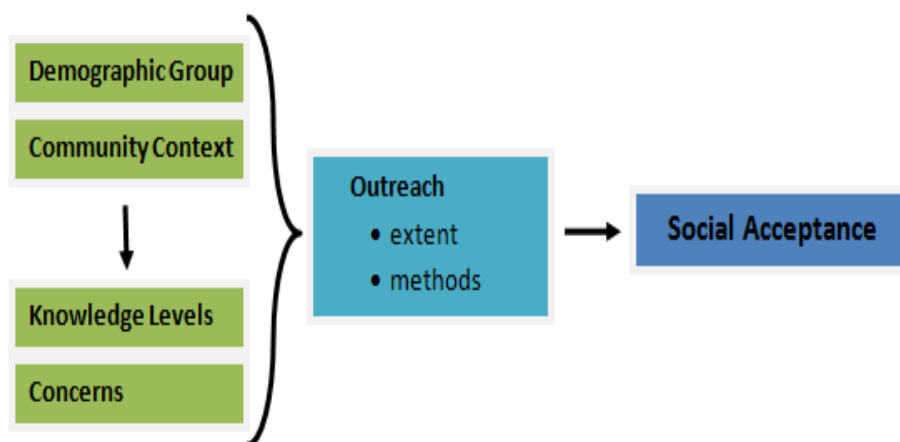 Demographic Group
Community Context
Knowledge Levels
Concerns
Outreach
• extent
• methods
Social Acceptance